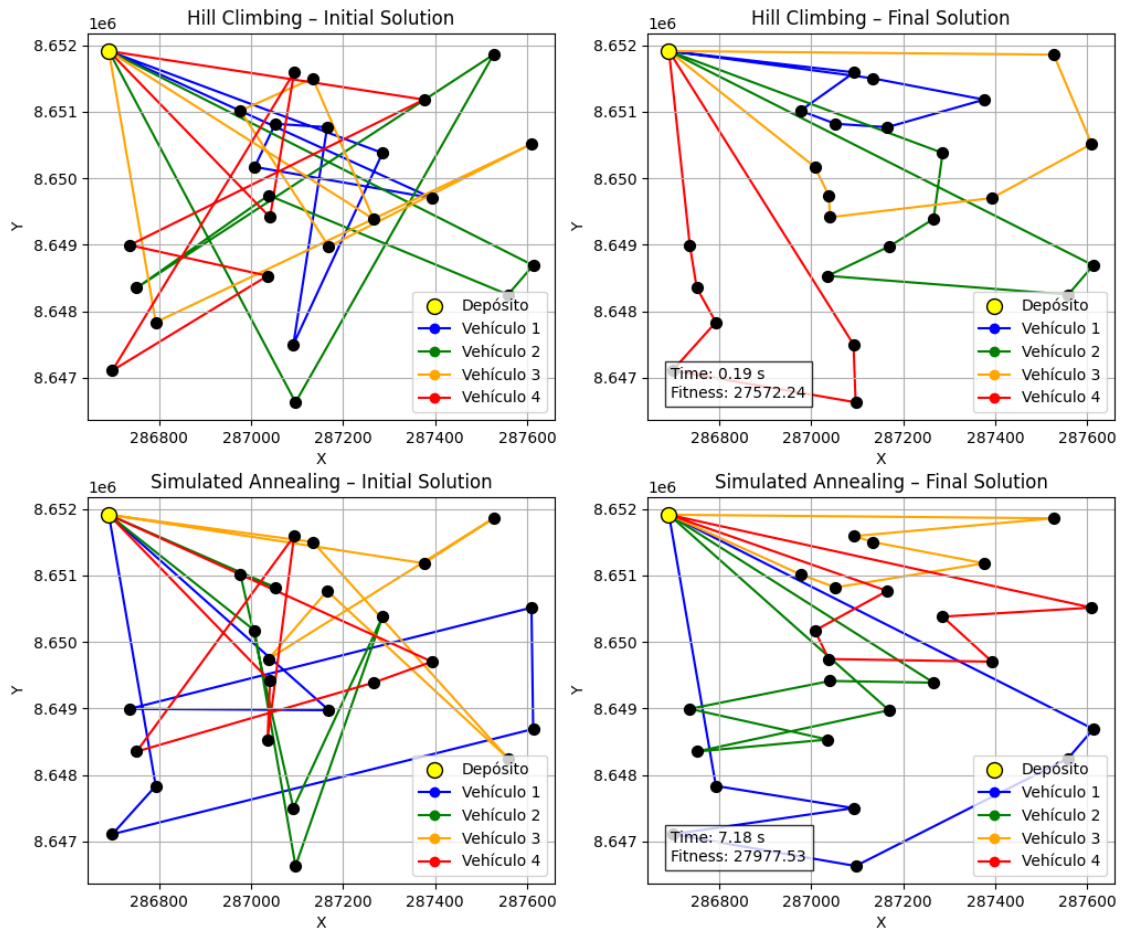 Hill Climbing – Initial Solution
1e6
8.652
8.651
8.650
8.649
8.648
8.647
Y
286800 287000 287200 287400 287600
X
Depósito
Vehículo 1
Vehículo 2
Vehículo 3
Vehículo 4
Hill Climbing – Final Solution
1e6
8.652
8.651
8.650
8.649
8.648
8.647
Y
286800 287000 287200 287400 287600
X
Depósito
Vehículo 1
Vehículo 2
Vehículo 3
Vehículo 4
Time: 0.19 s
Fitness: 27572.24
Simulated Annealing – Initial Solution
1e6
8.652
8.651
8.650
8.649
8.648
8.647
Y
286800 287000 287200 287400 287600
X
Depósito
Vehículo 1
Vehículo 2
Vehículo 3
Vehículo 4
Simulated Annealing – Final Solution
1e6
8.652
8.651
8.650
8.649
8.648
8.647
Y
286800 287000 287200 287400 287600
X
Depósito
Vehículo 1
Vehículo 2
Vehículo 3
Vehículo 4
Time: 7.18 s
Fitness: 27977.53